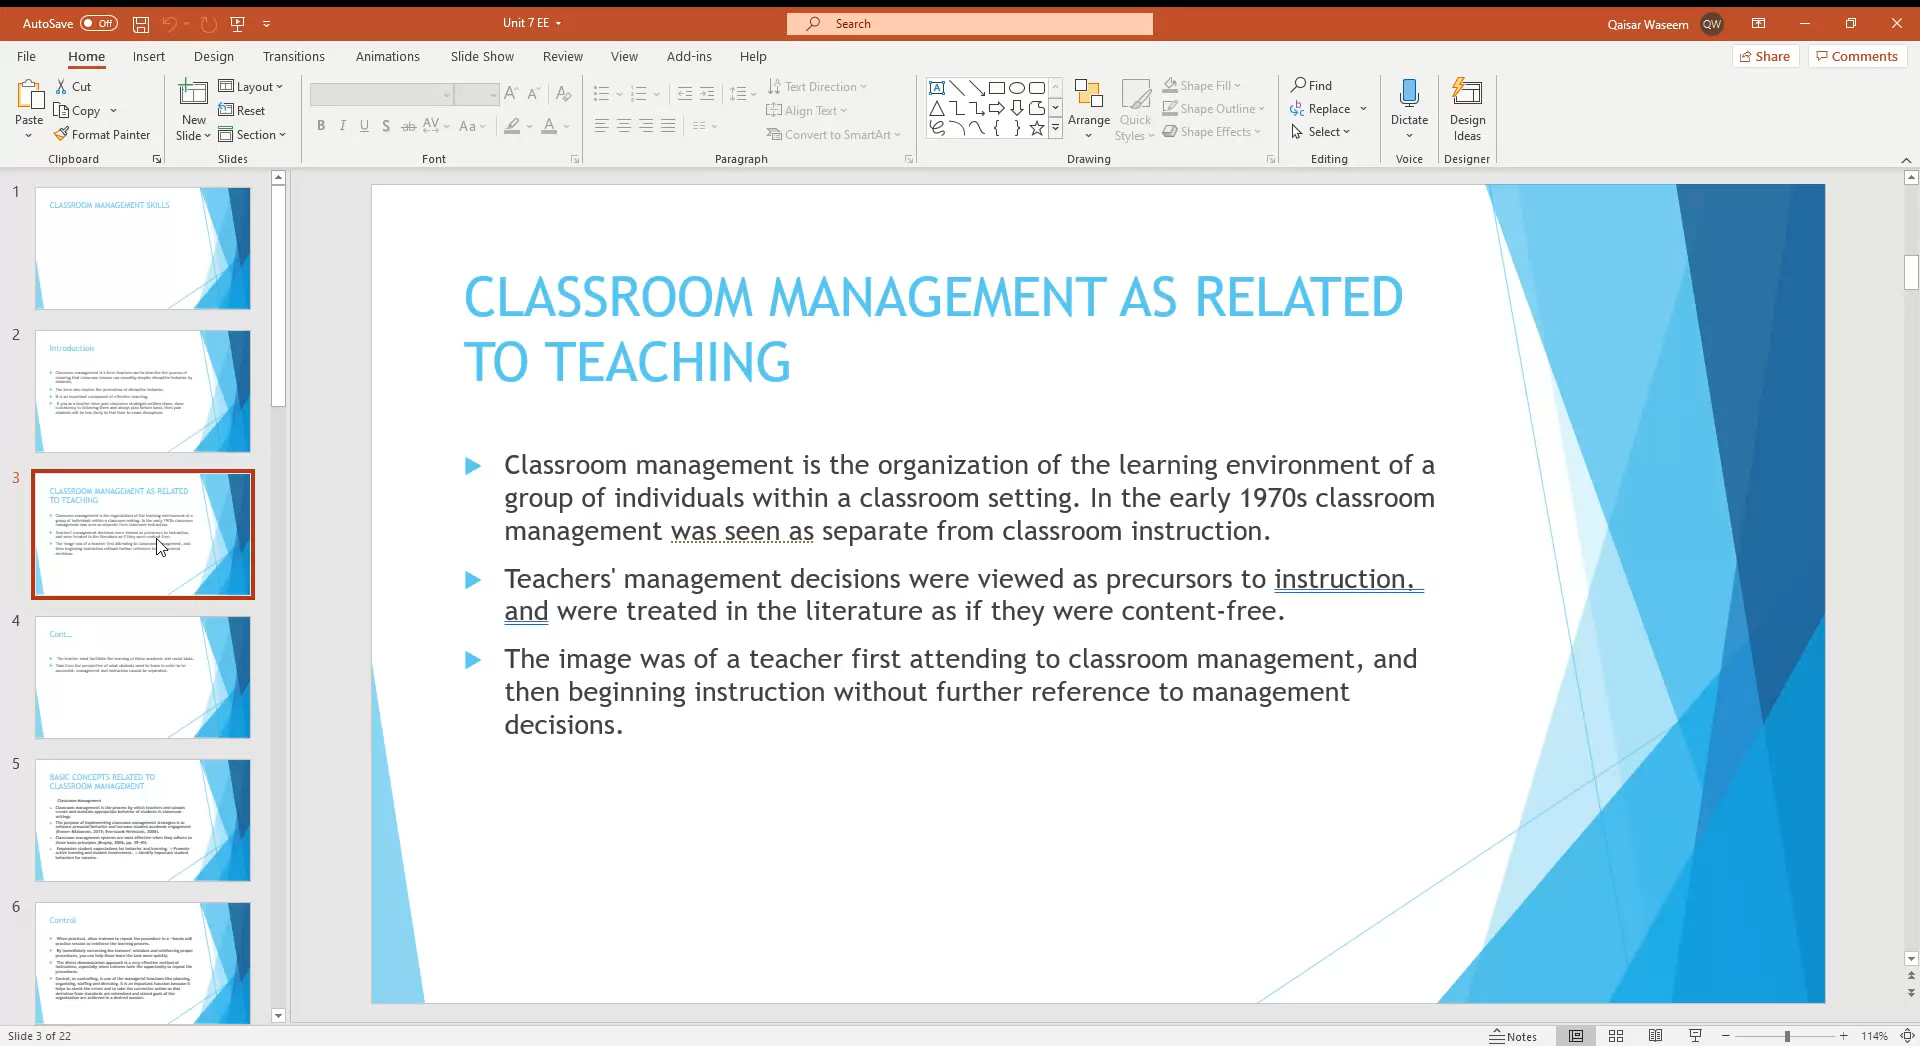 AutoSave Off
Unit 7 EE
Search
Qaisar Waseem QW
File Home Insert Design Transitions Animations Slide Show Review View Add-ins Help
Share Comments
Paste
Cut
Copy
Format Painter
Clipboard
New
Slide
Layout
Reset
Section
Slides
Font
Text Direction
Align Text
Convert to SmartArt
Paragraph
Arrange
Quick
Styles
Shape Fill
Shape Outline
Shape Effects
Drawing
Find
Replace
Select
Editing
Dictate
Voice
Design
Ideas
Designer
1
CLASSROOM MANAGEMENT SKILLS
2
Introduction
3
CLASSROOM MANAGEMENT AS RELATED
TO TEACHING
4
Cont...
5
BASIC CONCEPTS RELATED TO
CLASSROOM MANAGEMENT
Classroom Management
6
Control
CLASSROOM MANAGEMENT AS RELATED
TO TEACHING
Classroom management is the organization of the learning environment of a
group of individuals within a classroom setting. In the early 1970s classroom
management was seen as separate from classroom instruction.
Teachers' management decisions were viewed as precursors to instruction,
and were treated in the literature as if they were content-free.
The image was of a teacher first attending to classroom management, and
then beginning instruction without further reference to management
decisions.
Slide 3 of 22
Notes
114%